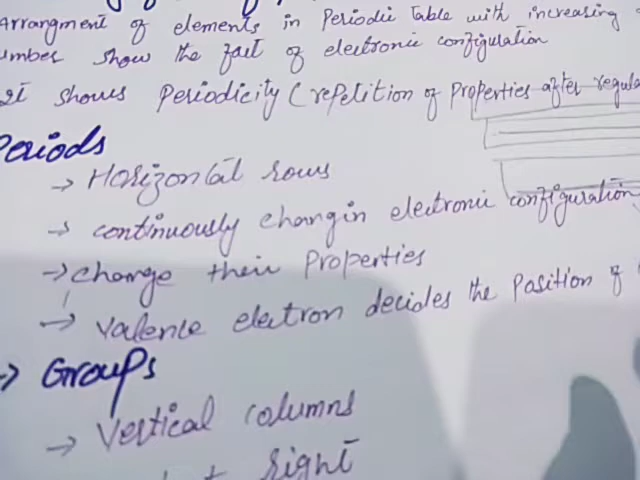 Arrangment of elements in Periodic Table with increasing
show the fact of electronic configuration
It shows Periodicity (repetition of Properties after regula
Periods
→ Horizontal rows
→ continuously changin electronic configuration
→ change their Properties
→ valence electron decides the Position of
→ Groups
→ Vertical columns
right